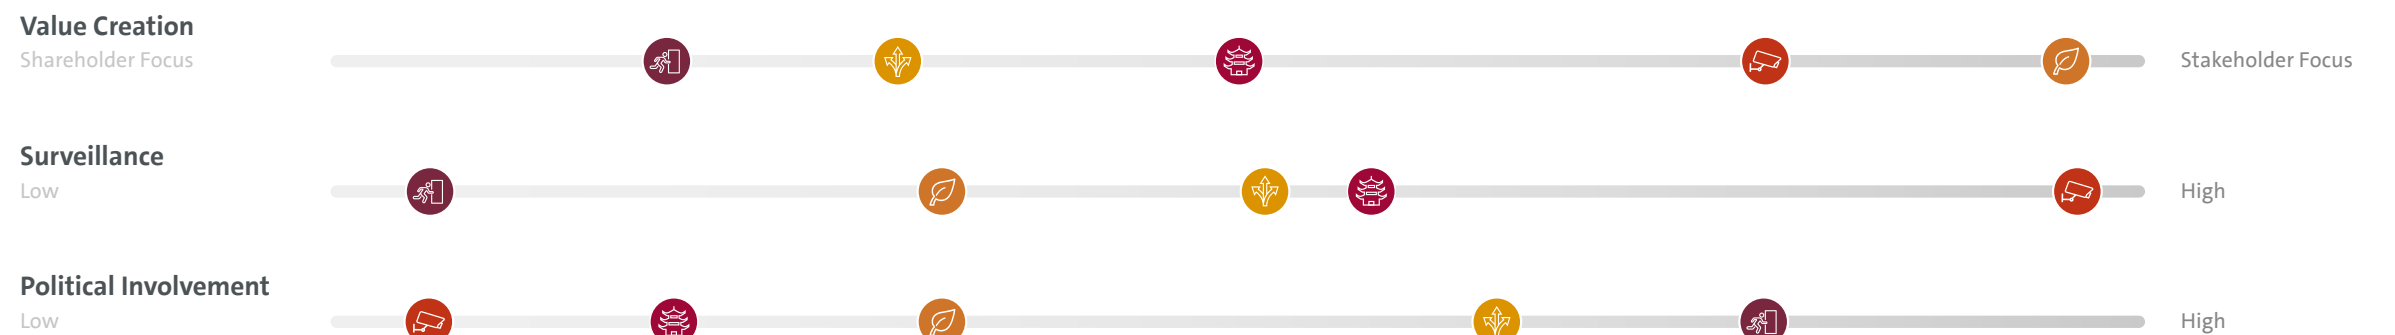 Value Creation
Shareholder Focus
Stakeholder Focus
Surveillance
Low
High
Political Involvement
Low
High